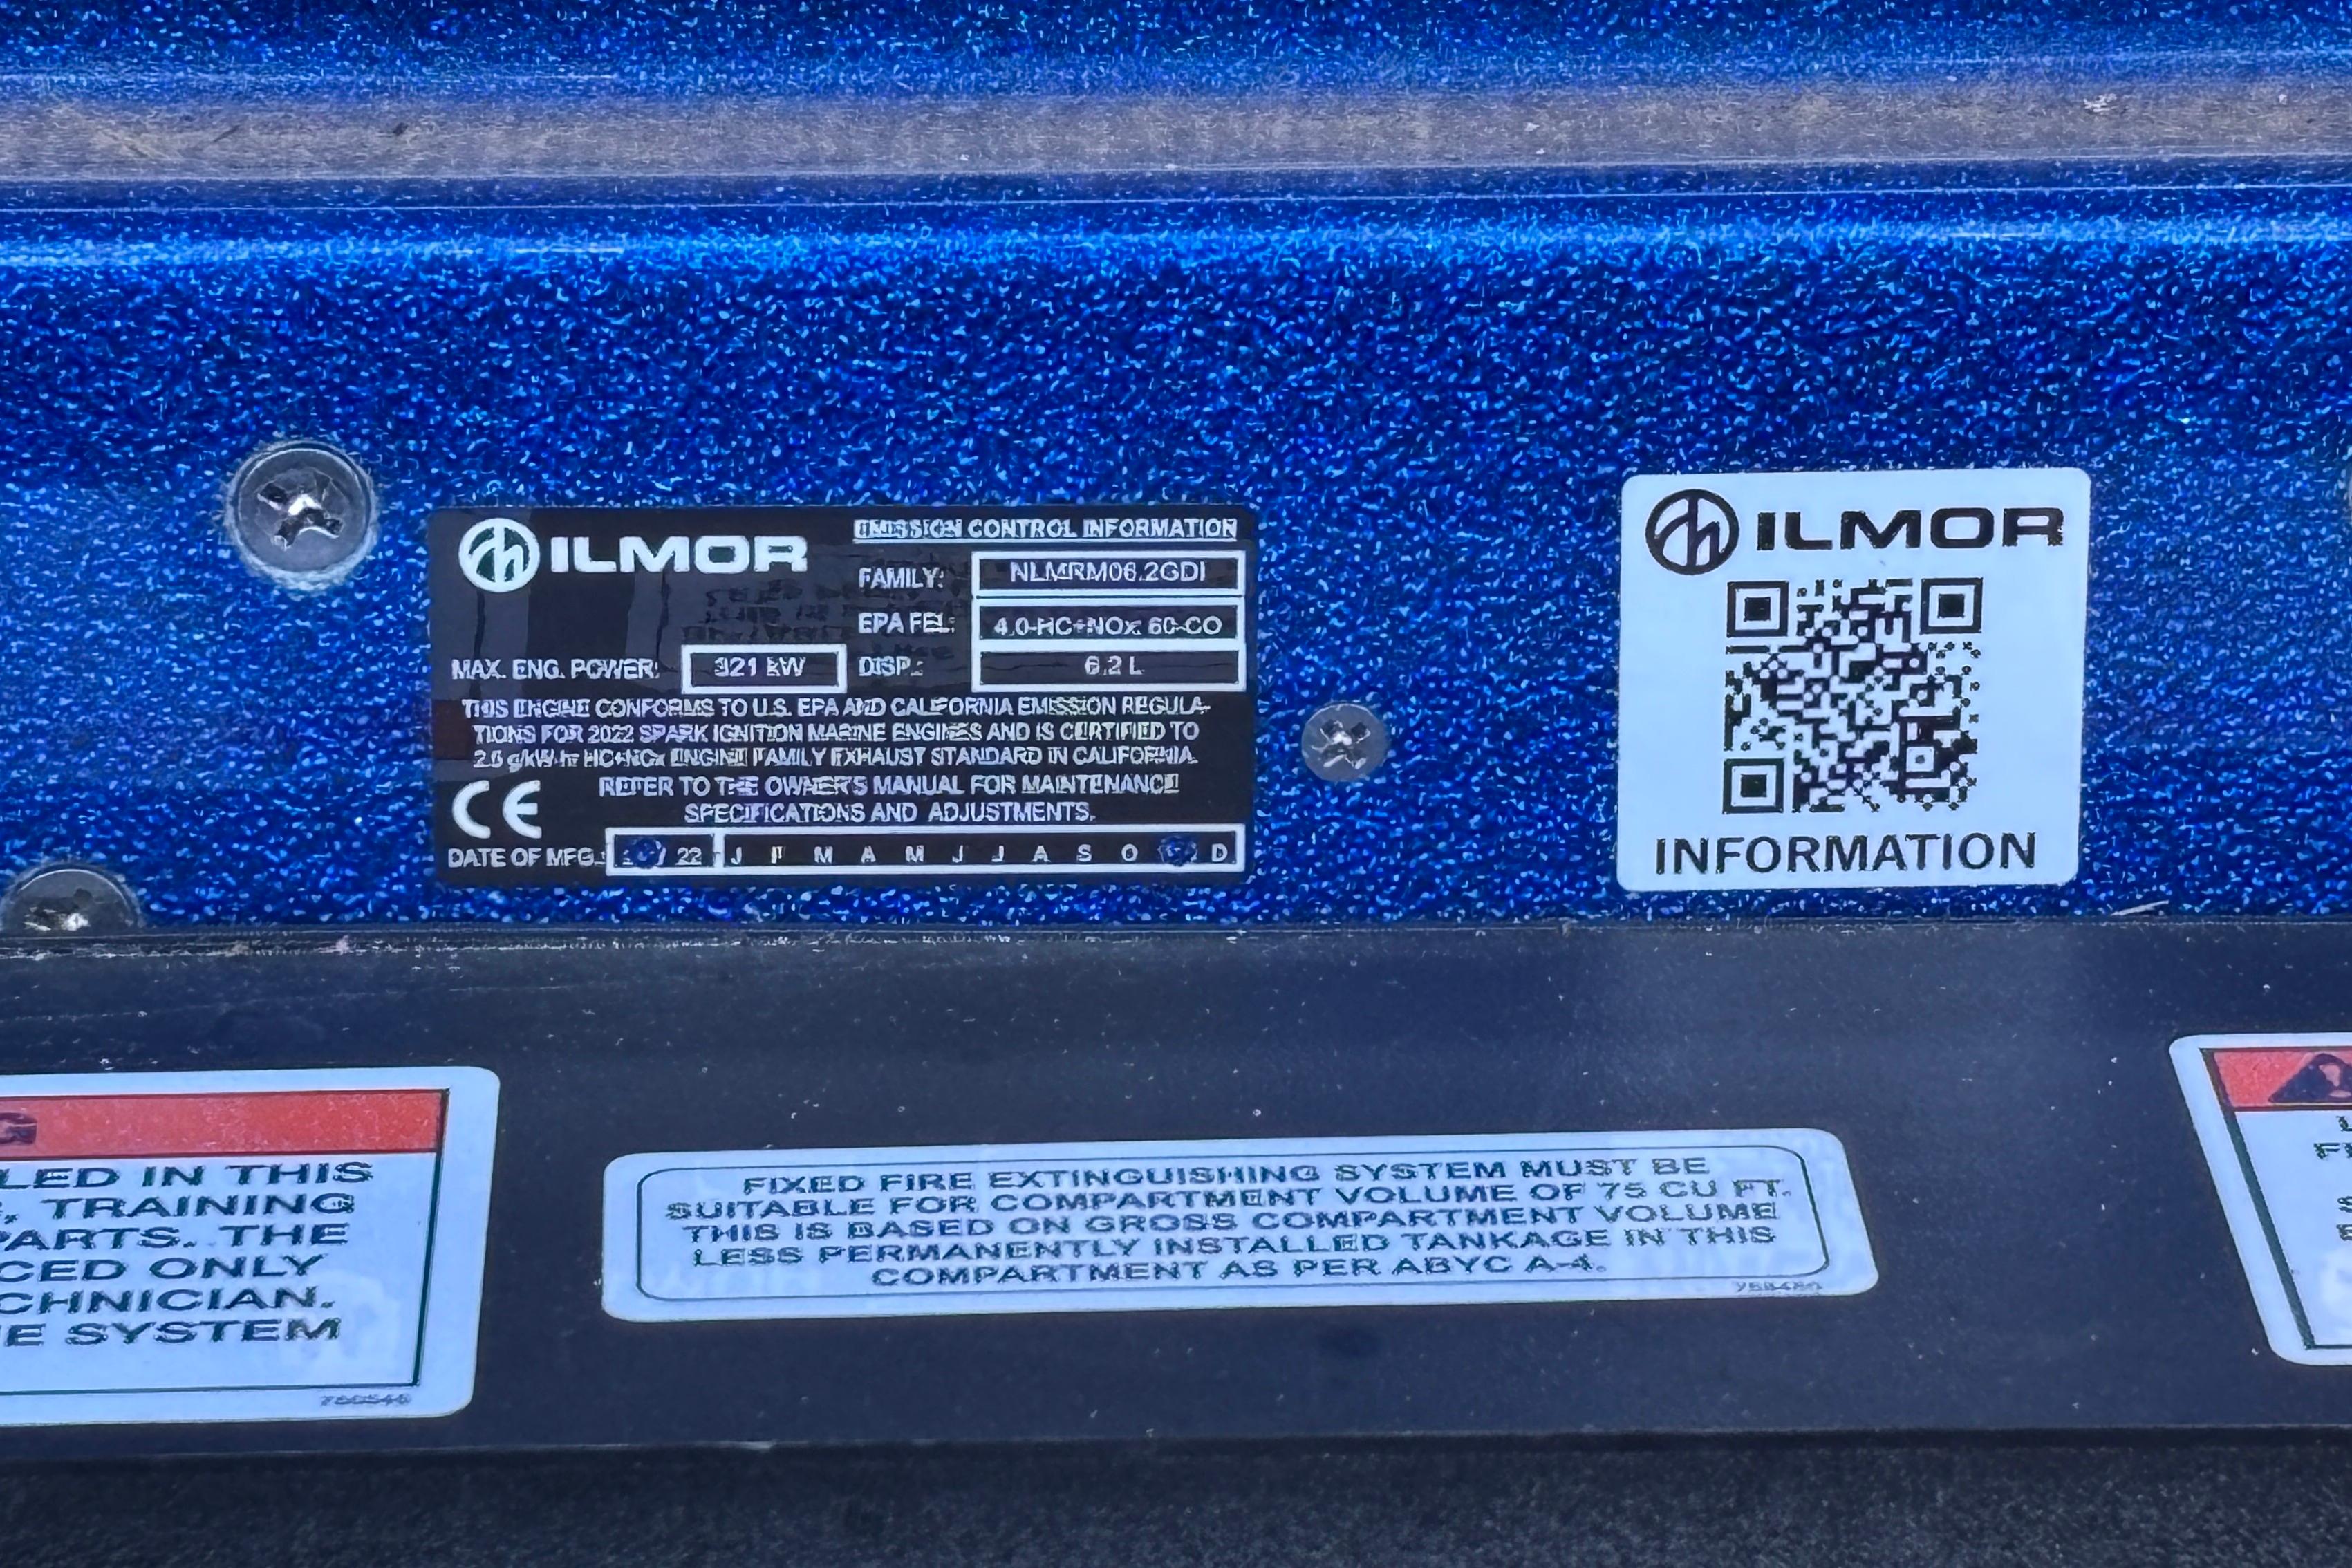 ILMOR
EMISSION CONTROL INFORMATION
FAMILY: NLMRM06.2GDI
EPA FEL: 4.0-HC+NOx 60-CO
MAX. ENG. POWER: 321 kW DISP.: 6.2 L
THIS ENGINE CONFORMS TO U.S. EPA AND CALIFORNIA EMISSION REGULA-
TIONS FOR 2022 SPARK IGNITION MARINE ENGINES AND IS CERTIFIED TO
g/kW-hr HC+NOx ENGINE FAMILY EXHAUST STANDARD IN CALIFORNIA.
REFER TO THE OWNER'S MANUAL FOR MAINTENANCE
SPECIFICATIONS AND ADJUSTMENTS.
CE
DATE OF MFG.: / 22 J F M A M J J A S O D
ILMOR
INFORMATION
LED IN THIS
TRAINING
PARTS. THE
CED ONLY
CHNICIAN.
E SYSTEM
FIXED FIRE EXTINGUISHING SYSTEM MUST BE
SUITABLE FOR COMPARTMENT VOLUME OF 75 CU FT.
THIS IS BASED ON GROSS COMPARTMENT VOLUME
LESS PERMANENTLY INSTALLED TANKAGE IN THIS
COMPARTMENT AS PER ABYC A-4.